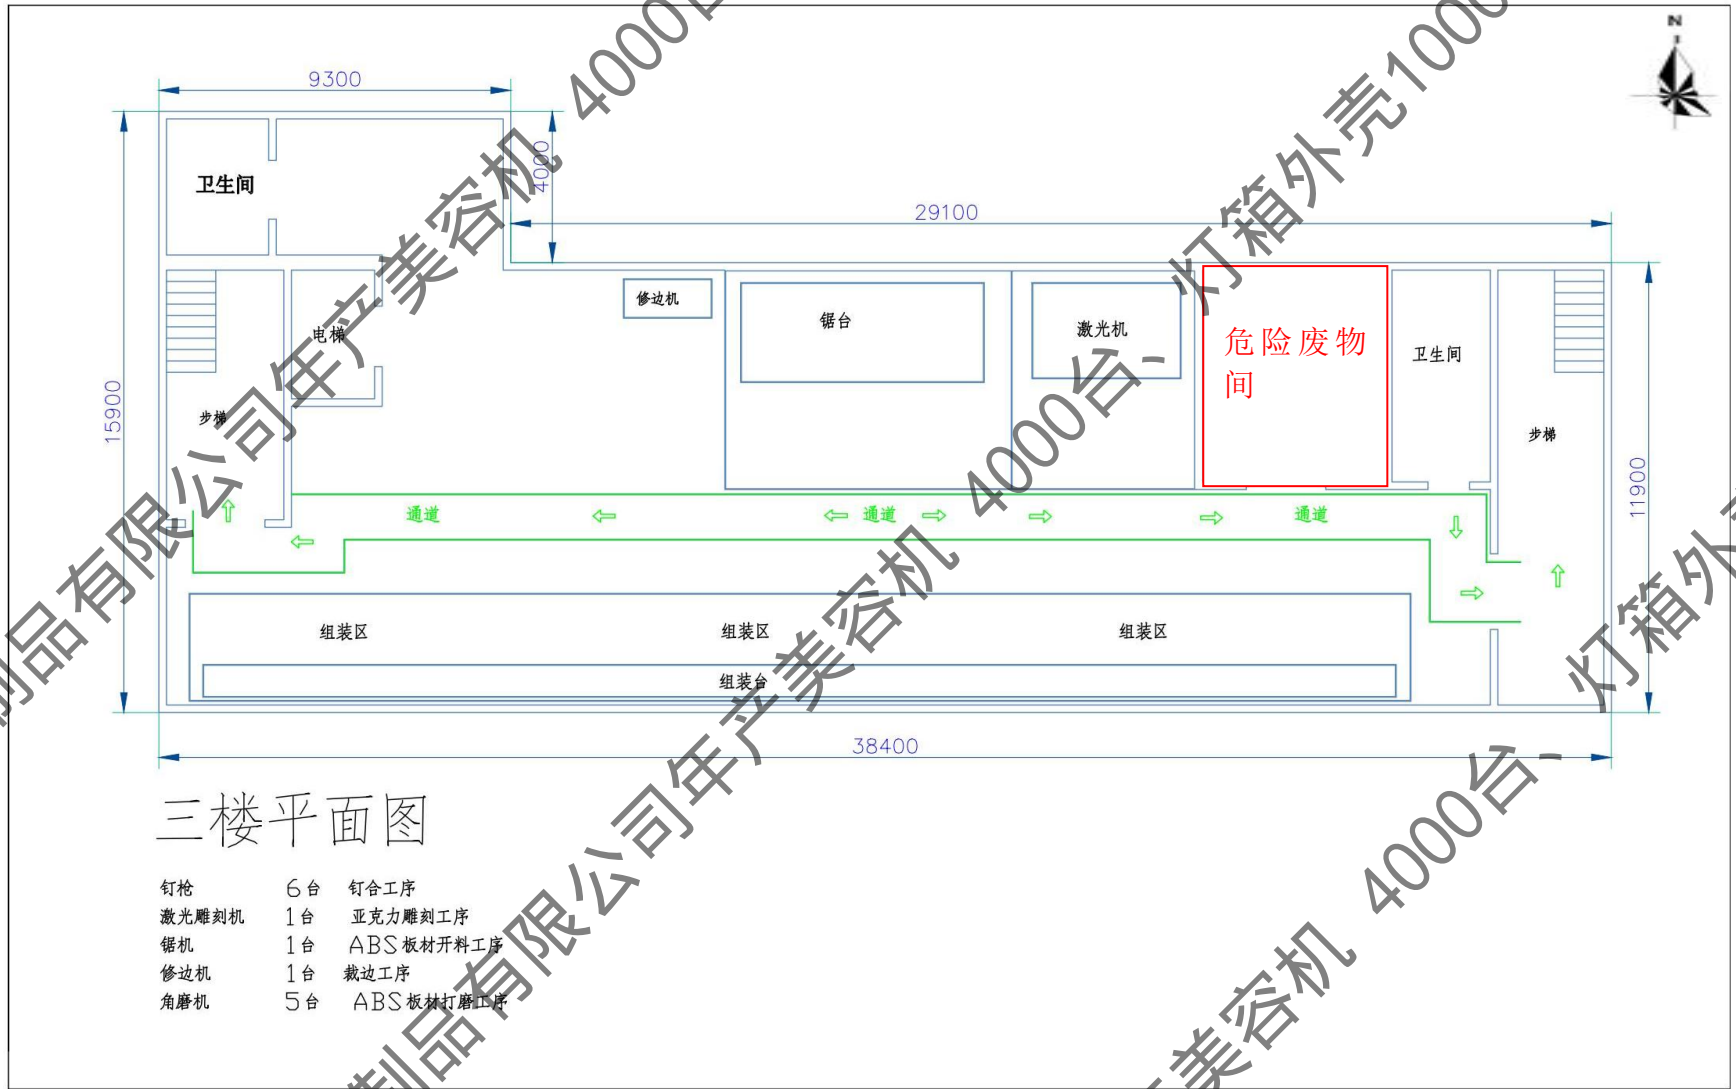 N
9300
4000
29100
卫生间
修边机
锯台
激光机
危险废物
间
卫生间
电梯
步梯
步梯
15900
11900
通道
通道
通道
组装区
组装区
组装区
组装台
38400
三楼平面图
钉枪 6台 钉合工序
激光雕刻机 1台 亚克力雕刻工序
锯机 1台 ABS板材开料工序
修边机 1台 裁边工序
角磨机 5台 ABS板材打磨工序
制品有限公司年产美容机 4000台
制品有限公司年产美容机 4000台、灯箱外壳1000
美容机 4000台、灯箱外壳